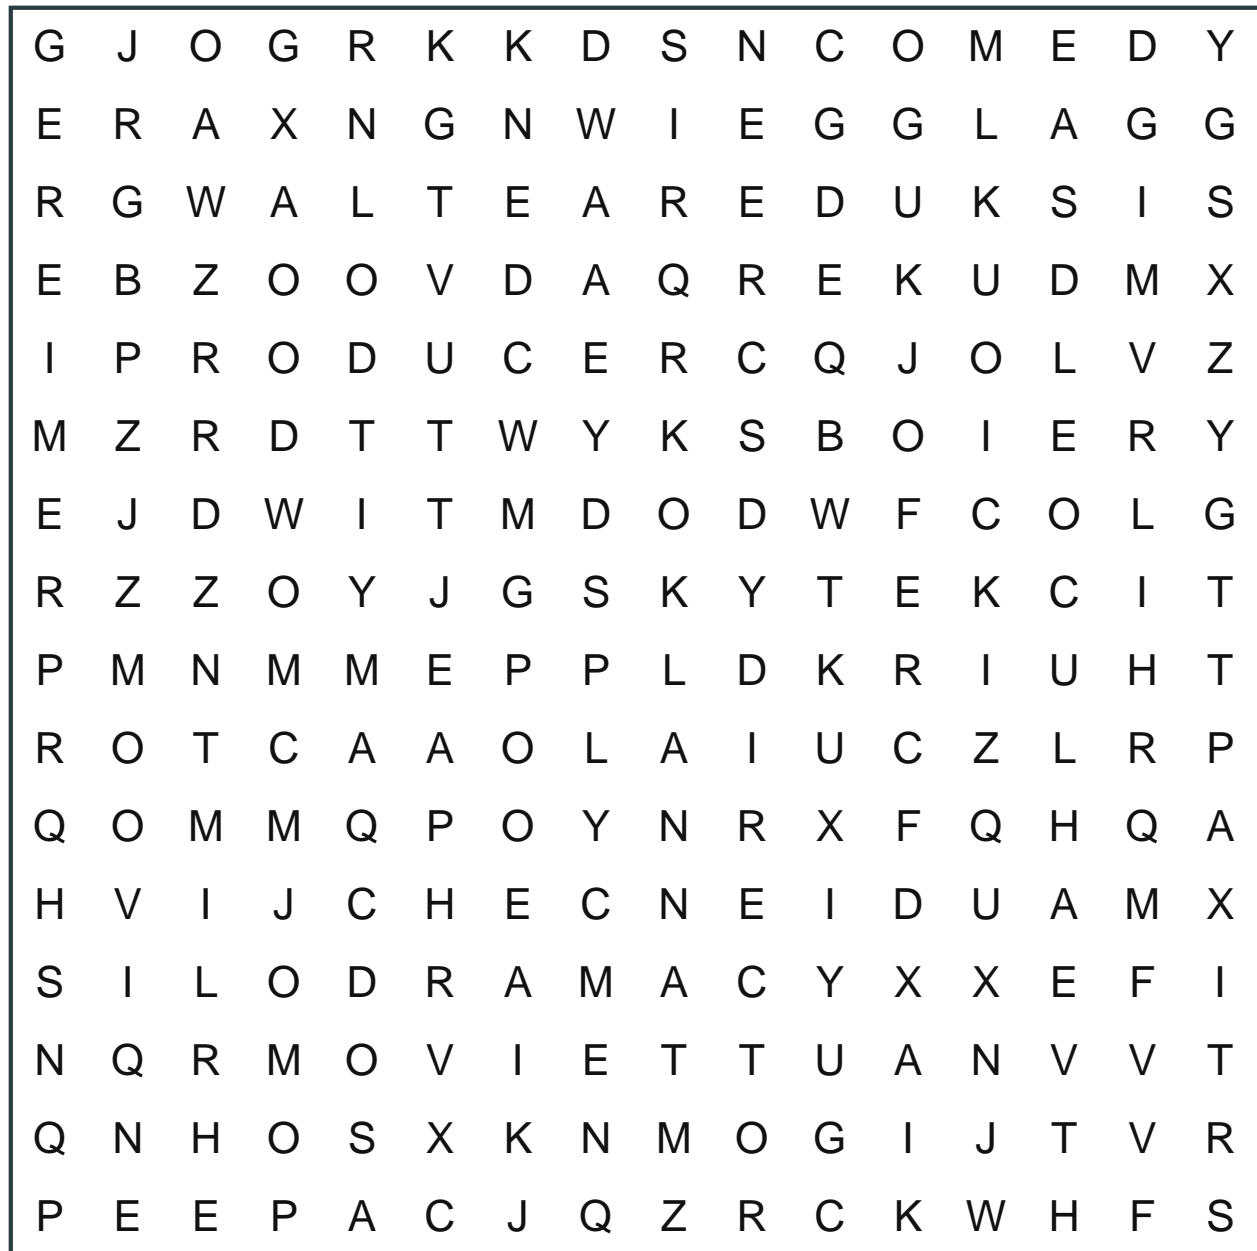 G J O G R K K D S N C O M E D Y
E R A X N G N W I E G G L A G G
R G W A L T E A R E D U K S I S
E B Z O O V D A Q R E K U D M X
I P R O D U C E R C Q J O L V Z
M Z R D T T W Y K S B O I E R Y
E J D W I T M D O D W F C O L G
R Z Z O Y J G S K Y T E K C I T
P M N M M E P P L D K R I U H T
R O T C A A O L A I U C Z L R P
Q O M M Q P O Y N R X F Q H Q A
H V I J C H E C N E I D U A M X
S I L O D R A M A C Y X X E F I
N Q R M O V I E T T U A N V V T
Q N H O S X K N M O G I J T V R
P E E P A C J Q Z R C K W H F S